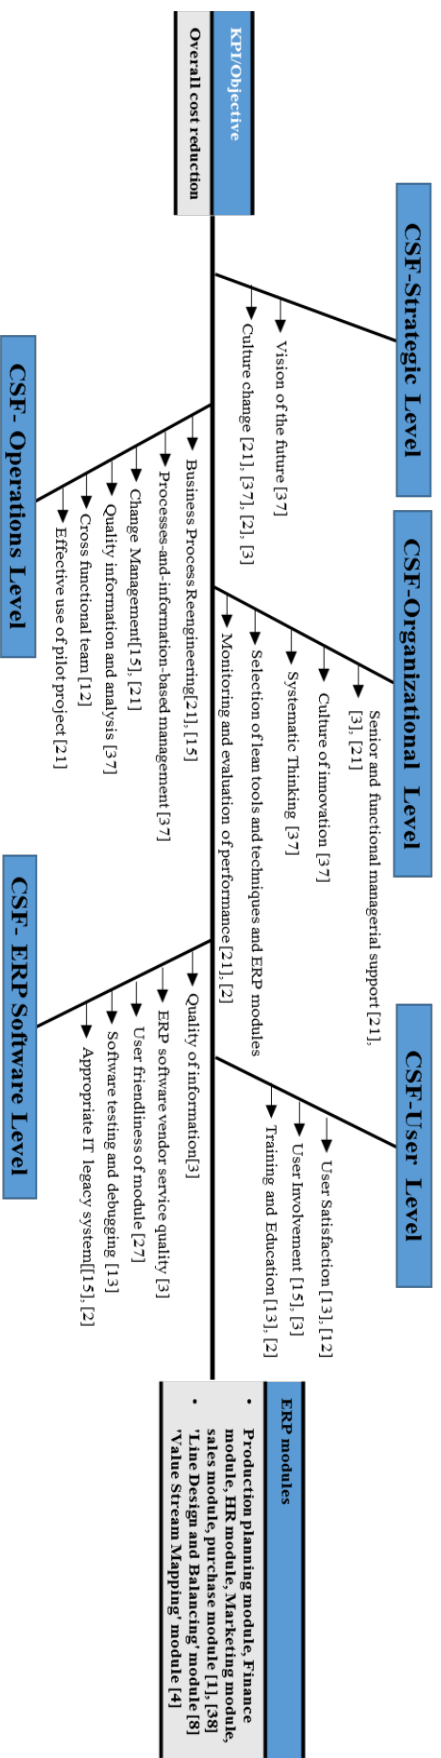 KPI/Objective
Overall cost reduction
CSF-Strategic Level
Vision of the future [37]
Culture change [21], [37], [2], [3]
CSF-Organizational Level
Senior and functional managerial support [21],
[3], [21]
Culture of innovation [37]
Systematic Thinking [37]
Selection of lean tools and techniques and ERP modules
Monitoring and evaluation of performance [21], [2]
CSF-User Level
User Satisfaction [13], [12]
User Involvement [15], [3]
Training and Education [13], [2]
CSF- Operations Level
Business Process Reengineering[21], [15]
Processes-and-information-based management [37]
Change Management[15], [21]
Quality information and analysis [37]
Cross functional team [12]
Effective use of pilot project [21]
CSF- ERP Software Level
Quality of information[3]
ERP software vendor service quality [3]
User friendliness of module [27]
Software testing and debugging [13]
Appropriate IT legacy system[[15], [2]
ERP modules
• Production planning module, Finance
module, HR module, Marketing module,
sales module, purchase module [1], [38]
• 'Line Design and Balancing' module [8]
'Value Stream Mapping' module [4]